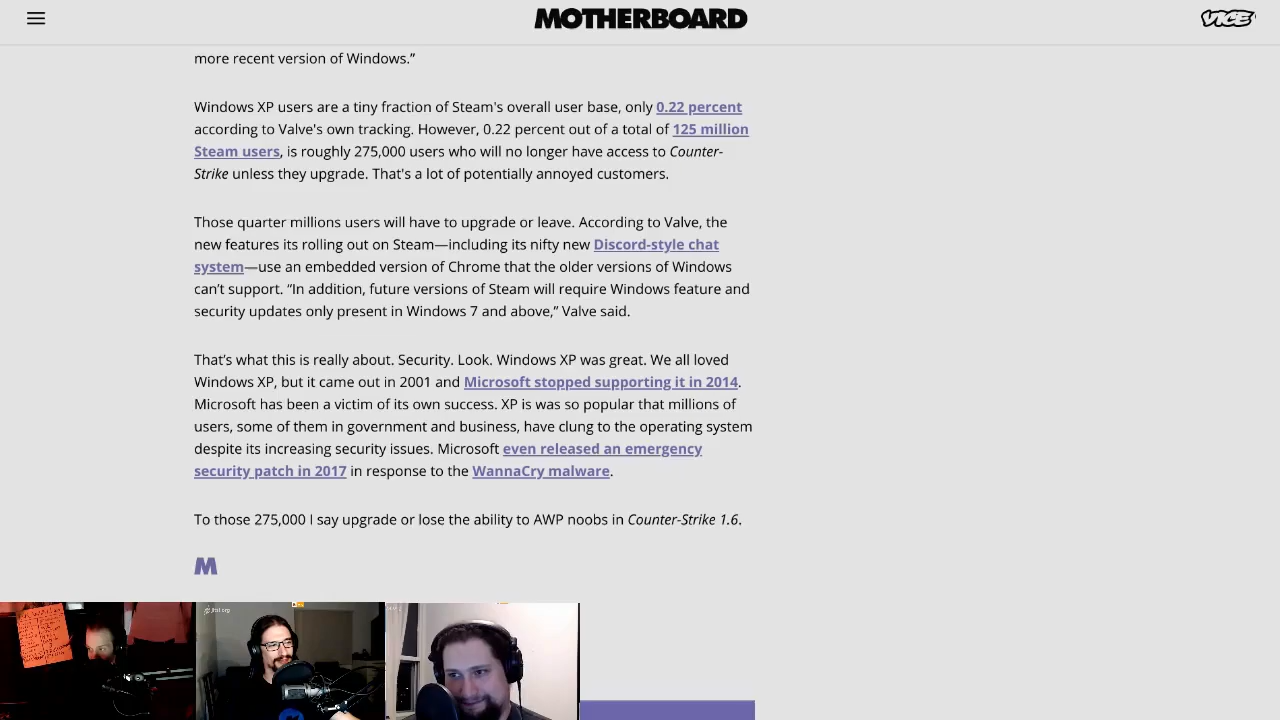 MOTHERBOARD
VICE
more recent version of Windows.”
Windows XP users are a tiny fraction of Steam's overall user base, only 0.22 percent
according to Valve's own tracking. However, 0.22 percent out of a total of 125 million
Steam users, is roughly 275,000 users who will no longer have access to Counter-
Strike unless they upgrade. That's a lot of potentially annoyed customers.
Those quarter millions users will have to upgrade or leave. According to Valve, the
new features its rolling out on Steam—including its nifty new Discord-style chat
system—use an embedded version of Chrome that the older versions of Windows
can’t support. “In addition, future versions of Steam will require Windows feature and
security updates only present in Windows 7 and above,” Valve said.
That’s what this is really about. Security. Look. Windows XP was great. We all loved
Windows XP, but it came out in 2001 and Microsoft stopped supporting it in 2014.
Microsoft has been a victim of its own success. XP is was so popular that millions of
users, some of them in government and business, have clung to the operating system
despite its increasing security issues. Microsoft even released an emergency
security patch in 2017 in response to the WannaCry malware.
To those 275,000 I say upgrade or lose the ability to AWP noobs in Counter-Strike 1.6.
M